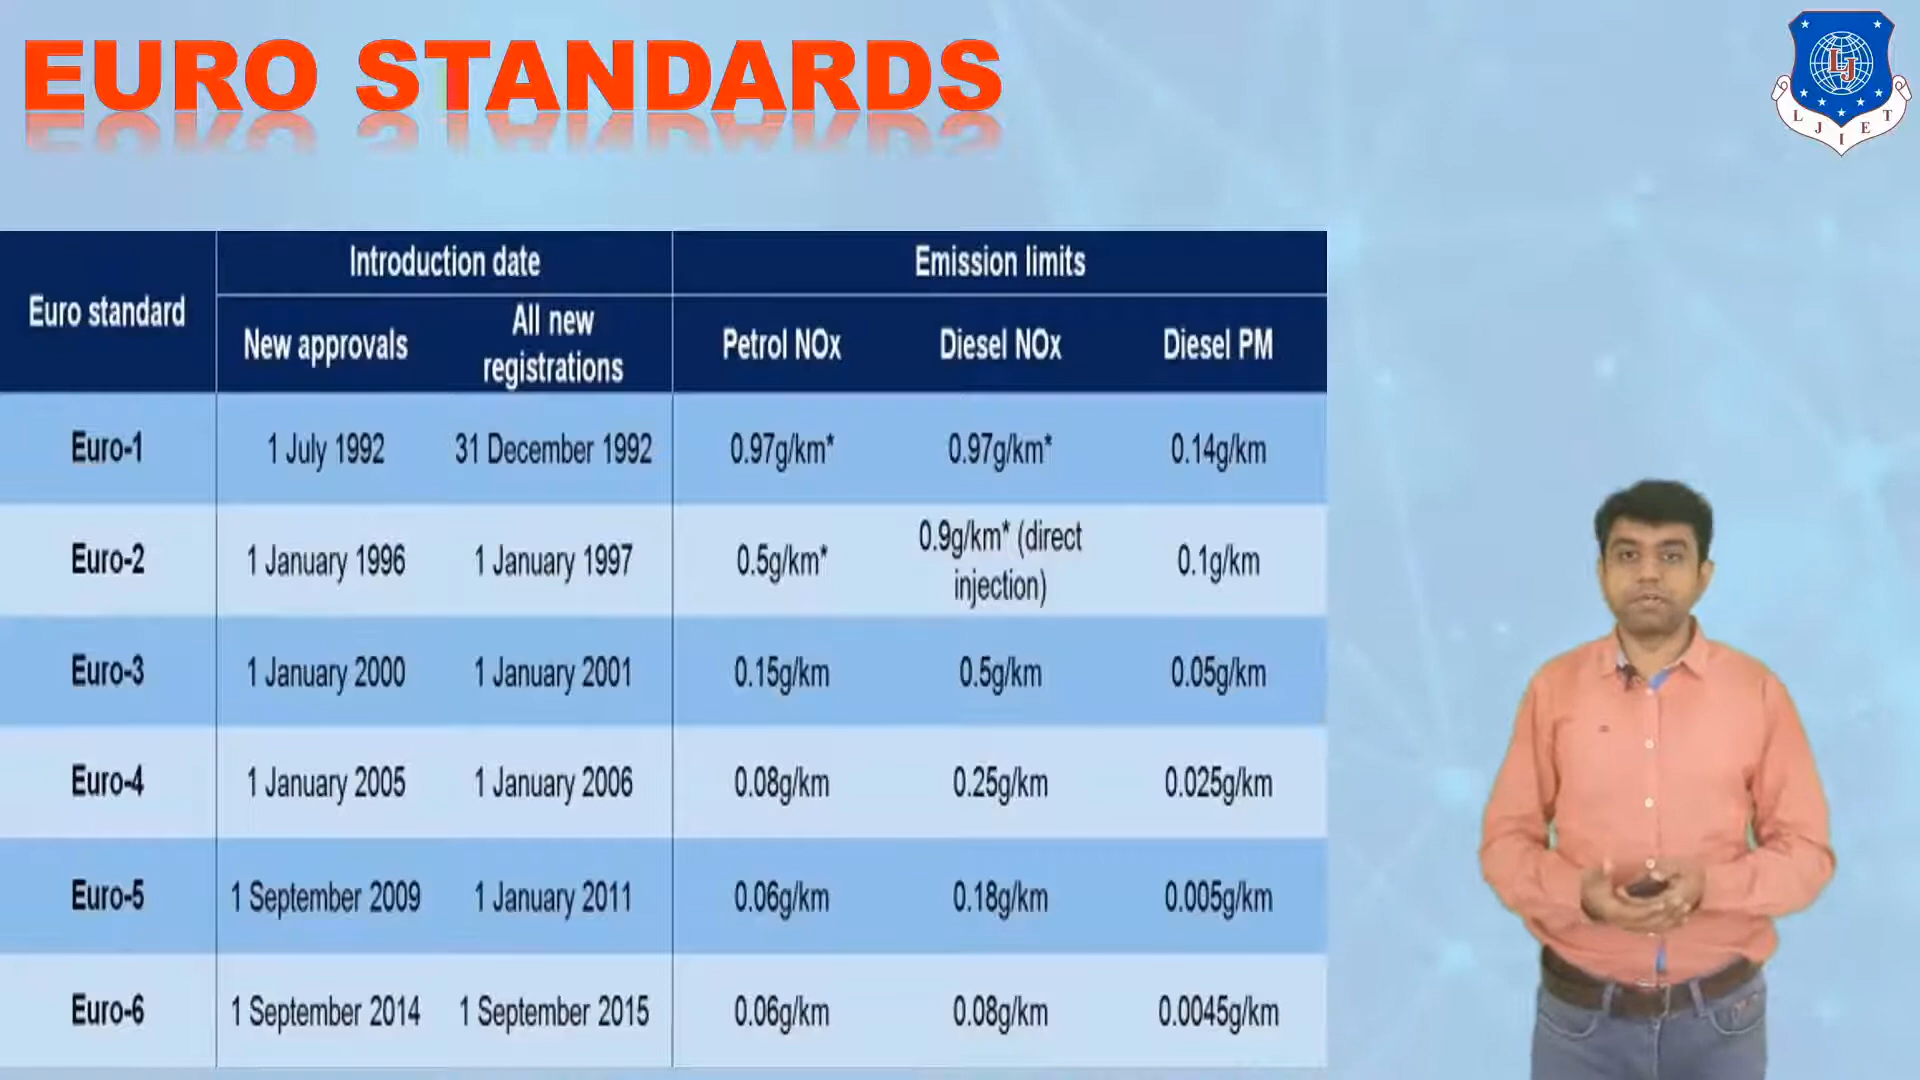 EURO STANDARDS
LJ
L J I E T
Euro standard
Introduction date
Emission limits
New approvals
All new
registrations
Petrol NOx
Diesel NOx
Diesel PM
Euro-1
1 July 1992
31 December 1992
0.97g/km*
0.97g/km*
0.14g/km
Euro-2
1 January 1996
1 January 1997
0.5g/km*
0.9g/km* (direct
injection)
0.1g/km
Euro-3
1 January 2000
1 January 2001
0.15g/km
0.5g/km
0.05g/km
Euro-4
1 January 2005
1 January 2006
0.08g/km
0.25g/km
0.025g/km
Euro-5
1 September 2009
1 January 2011
0.06g/km
0.18g/km
0.005g/km
Euro-6
1 September 2014
1 September 2015
0.06g/km
0.08g/km
0.0045g/km